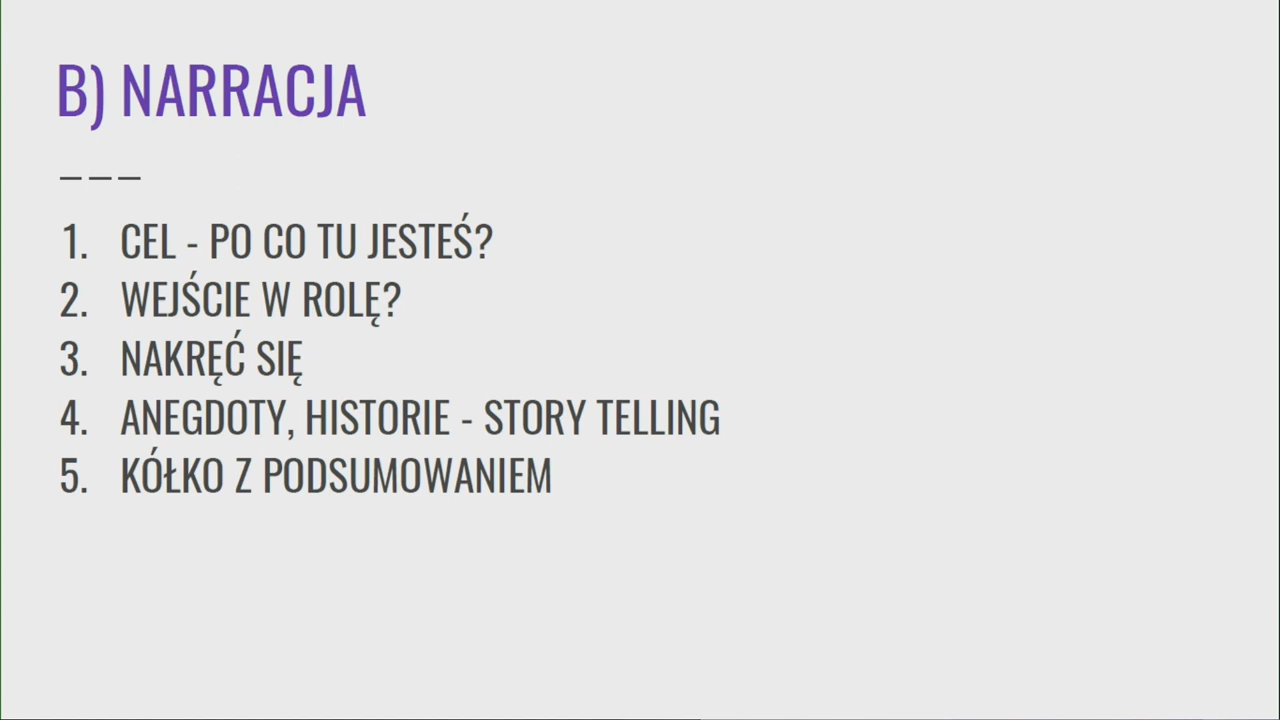 B) NARRACJA
———
1. CEL - PO CO TU JESTEŚ?
2. WEJŚCIE W ROLĘ?
3. NAKRĘĆ SIĘ
4. ANEGDOTY, HISTORIE - STORY TELLING
5. KÓŁKO Z PODSUMOWANIEM